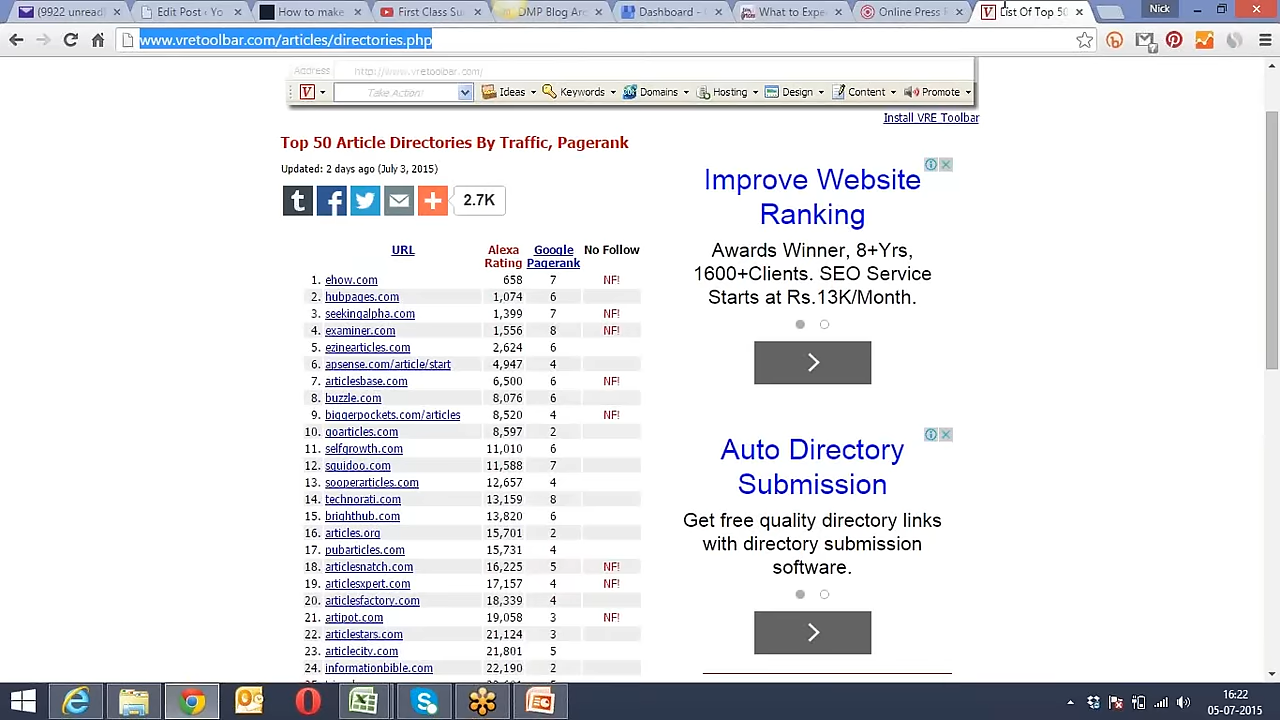 (9922 unread
Edit Post ‹ Yo
How to make
First Class Su
DMP Blog Are
Dashboard -
What to Expe
Online Press R
List Of Top 50
Nick
www.vretoolbar.com/articles/directories.php
Address http://www.vretoolbar.com/
V Take Action: Ideas Keywords Domains Hosting Design Content Promote
Install VRE Toolbar
Top 50 Article Directories By Traffic, Pagerank
Updated: 2 days ago (July 3, 2015)
2.7K
URL Alexa Rating Google Pagerank No Follow
1. ehow.com 658 7 NF!
2. hubpages.com 1,074 6
3. seekingalpha.com 1,399 7 NF!
4. examiner.com 1,556 8 NF!
5. ezinearticles.com 2,624 6
6. apsense.com/article/start 4,947 4
7. articlesbase.com 6,500 6 NF!
8. buzzle.com 8,076 6
9. biggerpockets.com/articles 8,520 4 NF!
10. goarticles.com 8,597 2
11. selfgrowth.com 11,010 6
12. squidoo.com 11,588 7
13. sooperarticles.com 12,657 4
14. technorati.com 13,159 8
15. brighthub.com 13,820 6
16. articles.org 15,701 2
17. pubarticles.com 15,731 4
18. articlesnatch.com 16,225 5 NF!
19. articlesxpert.com 17,157 4 NF!
20. articlesfactory.com 18,339 4
21. artipot.com 19,058 3 NF!
22. articlestars.com 21,124 3
23. articlecity.com 21,801 5
24. informationbible.com 22,190 2
Improve Website
Ranking
Awards Winner, 8+Yrs,
1600+Clients. SEO Service
Starts at Rs.13K/Month.
Auto Directory
Submission
Get free quality directory links
with directory submission
software.
16:22
05-07-2015